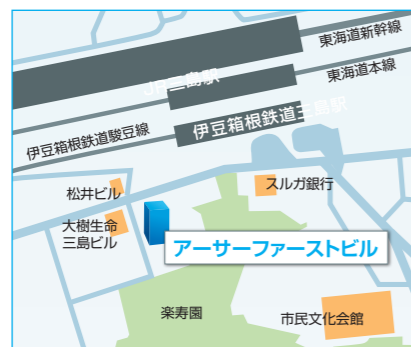 東海道新幹線
JR三島駅
東海道本線
伊豆箱根鉄道三島駅
伊豆箱根鉄道駿豆線
松井ビル
スルガ銀行
大樹生命
三島ビル
アーサーファーストビル
楽寿園
市民文化会館